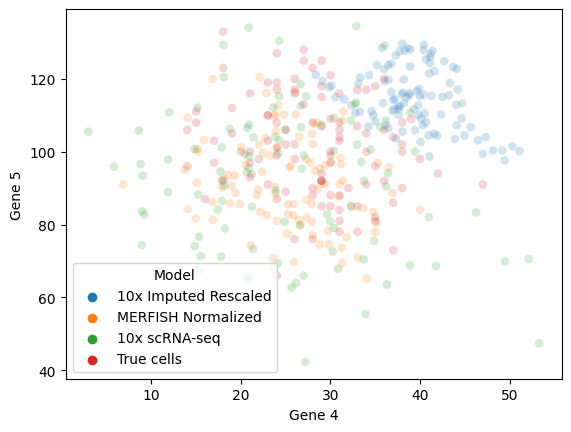 120
100
80
60
40
Gene 5
Model
10x Imputed Rescaled
MERFISH Normalized
10x scRNA-seq
True cells
10
20
30
40
50
Gene 4